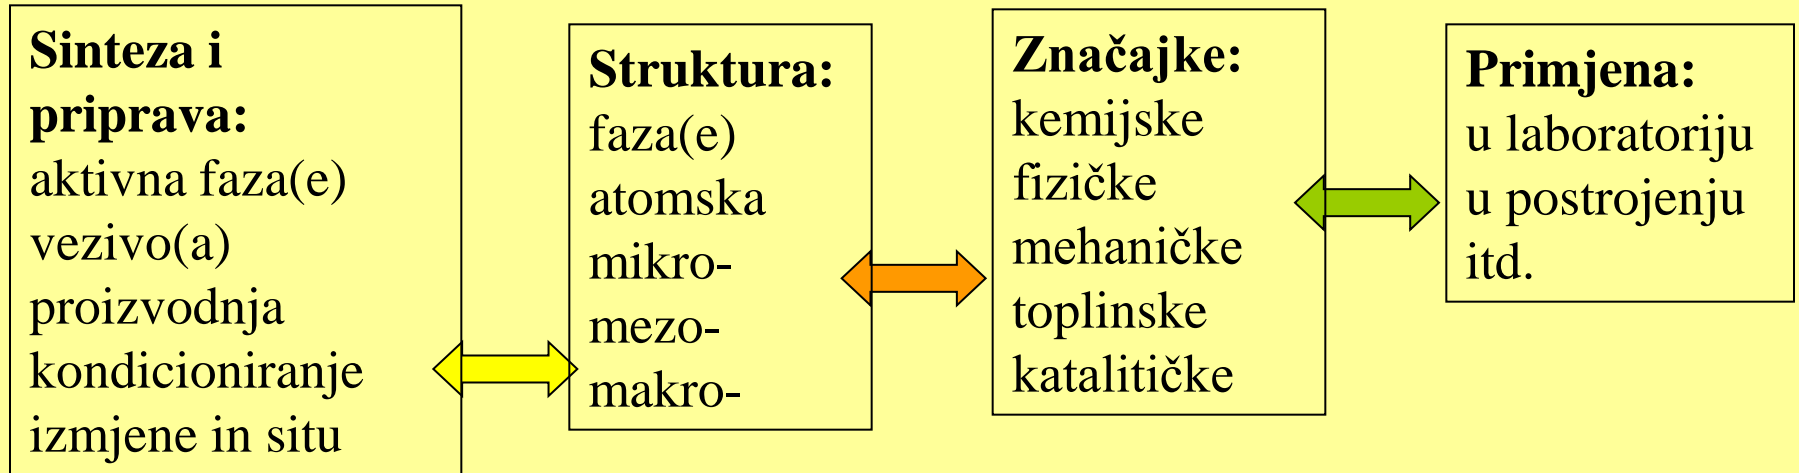 Sinteza i
priprava:
aktivna faza(e)
vezivo(a)
proizvodnja
kondicioniranje
izmjene in situ
Struktura:
faza(e)
atomska
mikro-
mezo-
makro-
Značajke:
kemijske
fizičke
mehaničke
toplinske
katalitičke
Primjena:
u laboratoriju
u postrojenju
itd.